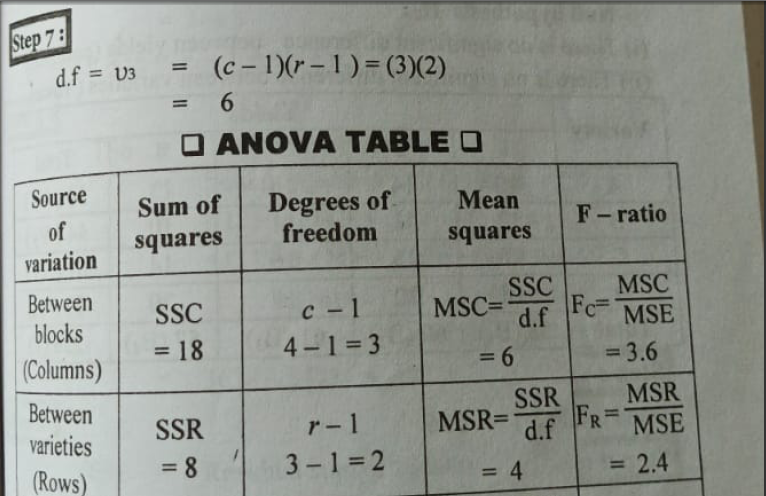 Step 7 :
d.f = υ3 = (c – 1)(r – 1) = (3)(2)
= 6
❑ ANOVA TABLE ❑
Source of variation | Sum of squares | Degrees of freedom | Mean squares | F – ratio
Between blocks (Columns) | SSC = 18 | c – 1 4 – 1 = 3 | MSC= SSC/d.f = 6 | FC= MSC/MSE = 3.6
Between varieties (Rows) | SSR = 8 | r – 1 3 – 1 = 2 | MSR= SSR/d.f = 4 | FR= MSR/MSE = 2.4